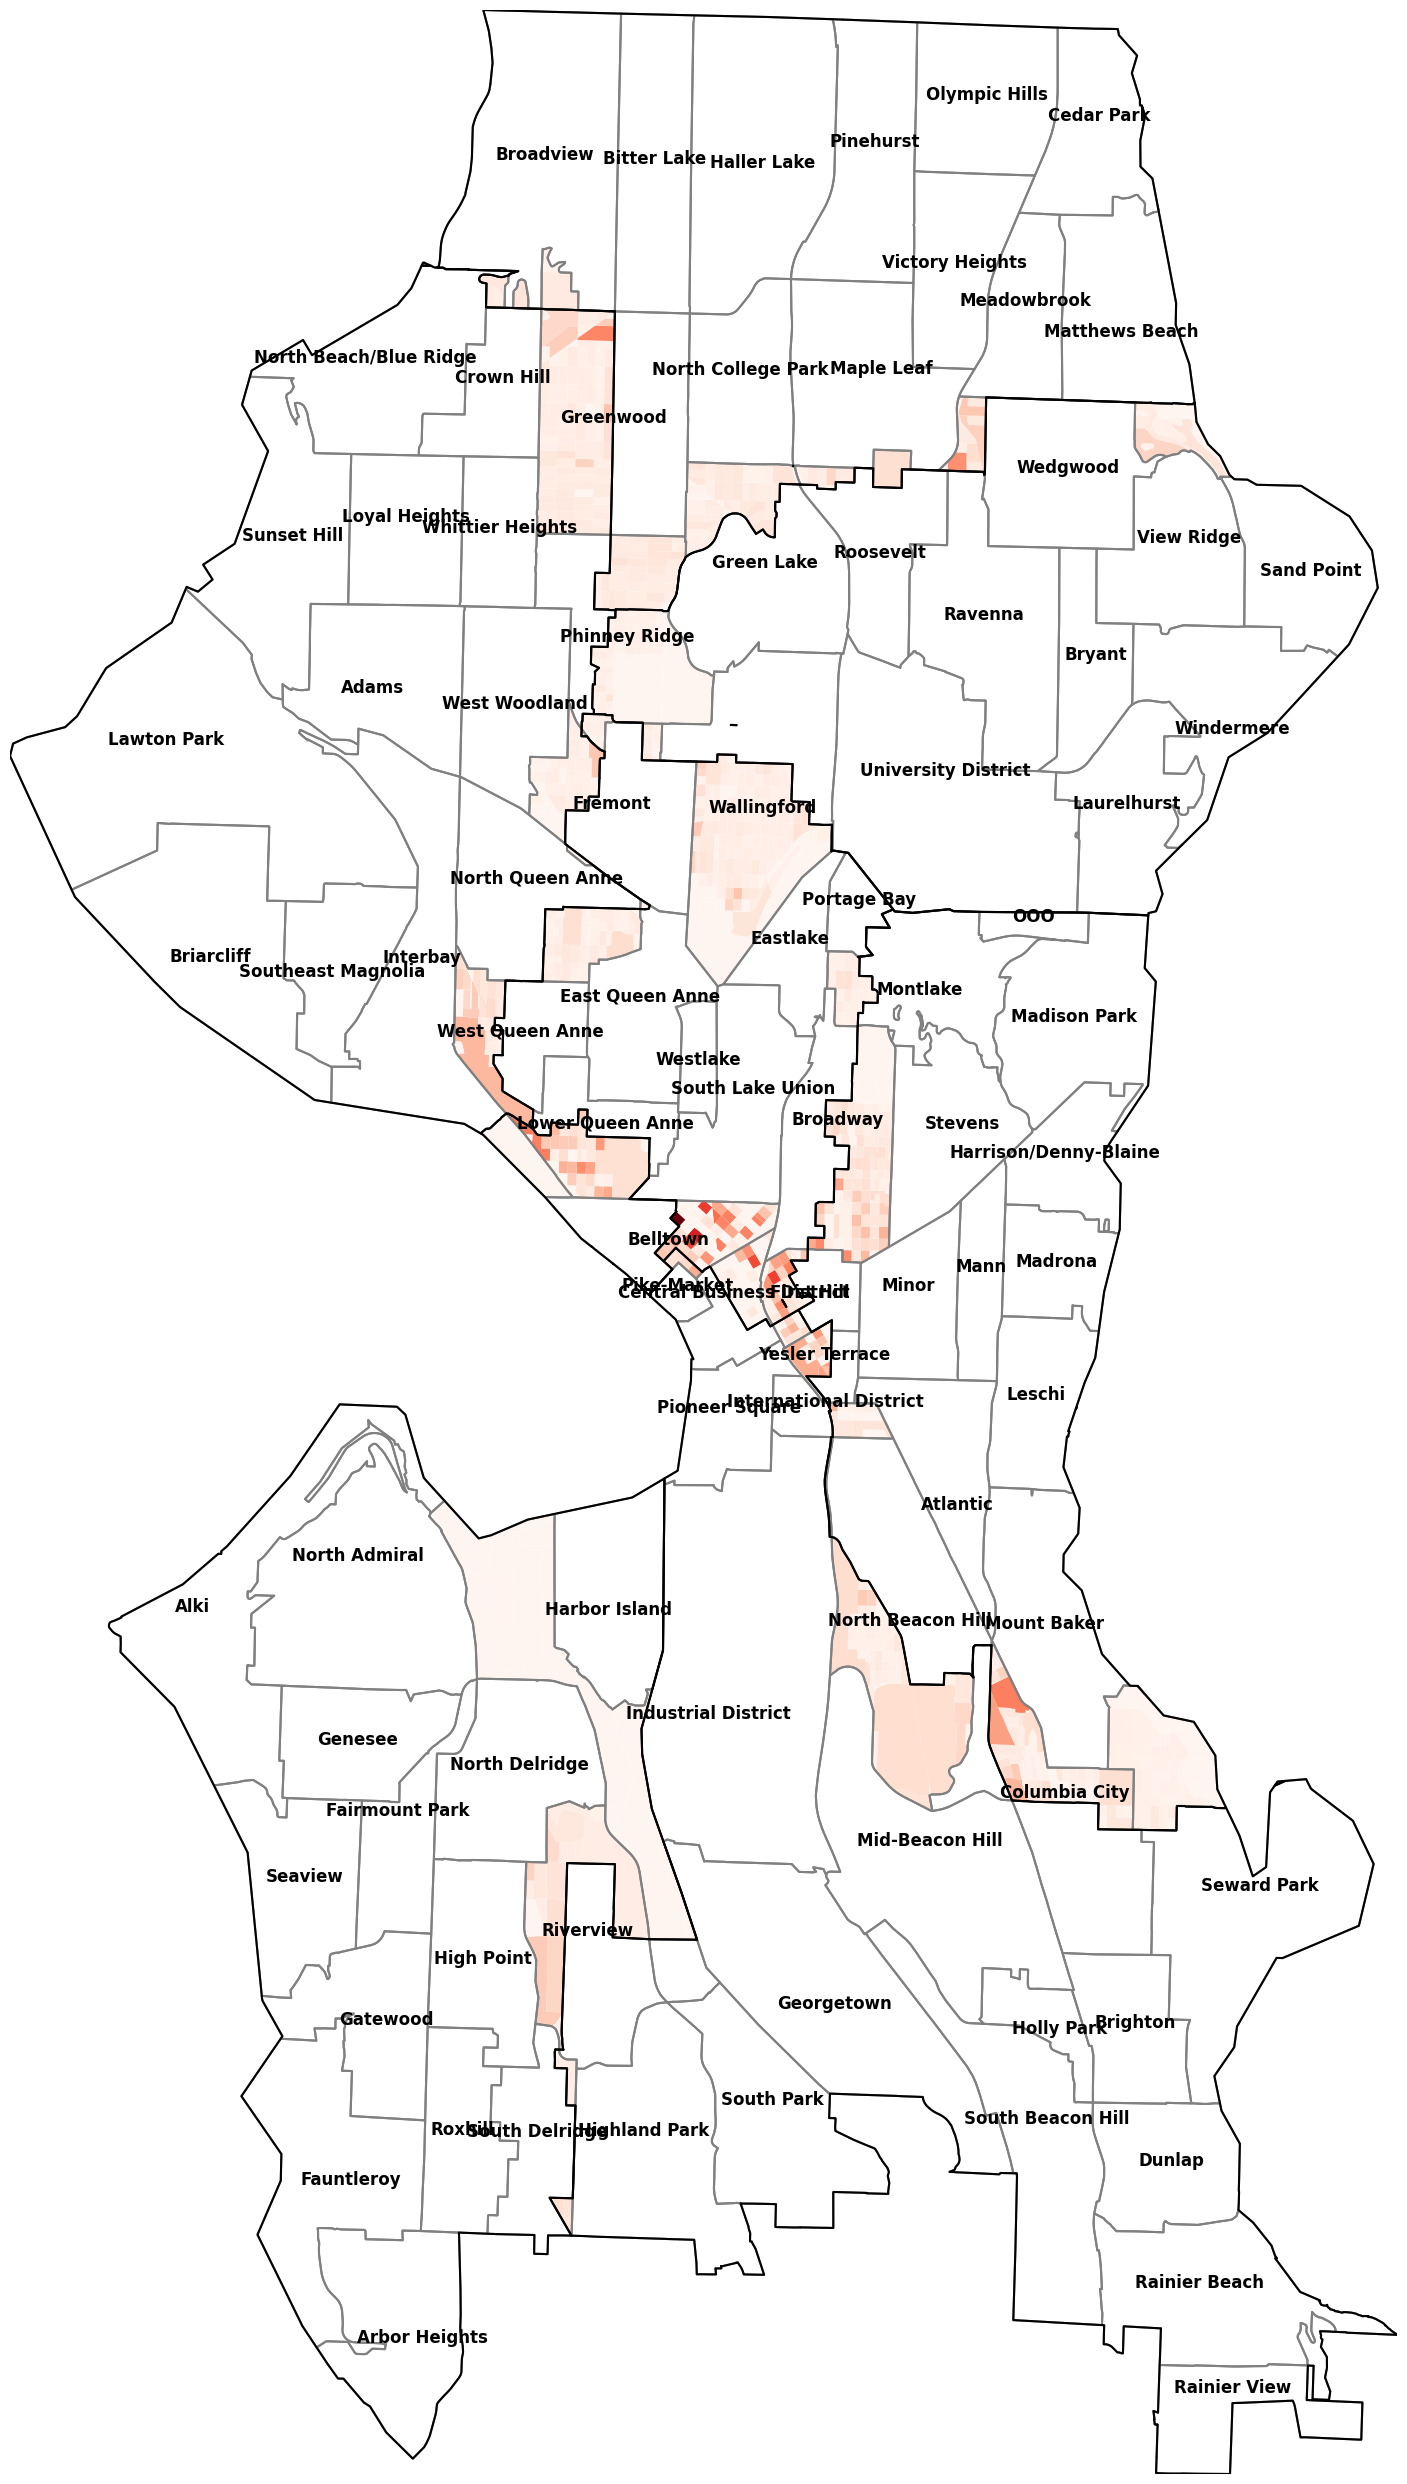 Olympic Hills
Cedar Park
Pinehurst
Broadview
Bitter Lake
Haller Lake
Victory Heights
Meadowbrook
Matthews Beach
North Beach/Blue Ridge
Crown Hill
North College Park
Maple Leaf
Greenwood
Wedgwood
Loyal Heights
Whittier Heights
Sunset Hill
View Ridge
Roosevelt
Green Lake
Sand Point
Ravenna
Phinney Ridge
Bryant
Adams
West Woodland
–
Windermere
Lawton Park
University District
Fremont
Wallingford
Laurelhurst
North Queen Anne
Portage Bay
OOO
Eastlake
Briarcliff
Interbay
Southeast Magnolia
Montlake
East Queen Anne
Madison Park
West Queen Anne
Westlake
South Lake Union
Broadway
Lower Queen Anne
Stevens
Harrison/Denny-Blaine
Belltown
Madrona
Mann
Pike-Market
Minor
Central Business District
First Hill
Yesler Terrace
Leschi
International District
Pioneer Square
Atlantic
North Admiral
Alki
Harbor Island
North Beacon Hill
Mount Baker
Industrial District
Genesee
North Delridge
Columbia City
Fairmount Park
Mid-Beacon Hill
Seaview
Seward Park
Riverview
High Point
Georgetown
Gatewood
Holly Park
Brighton
South Park
South Beacon Hill
Roxhill
South Delridge
Highland Park
Dunlap
Fauntleroy
Rainier Beach
Arbor Heights
Rainier View